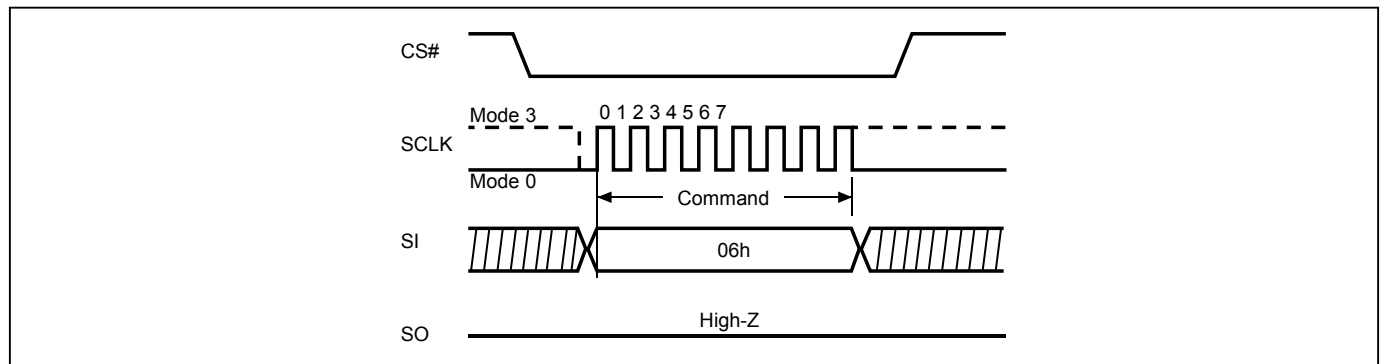 CS#
Mode 3
0 1 2 3 4 5 6 7
SCLK
Mode 0
Command
SI
06h
High-Z
SO